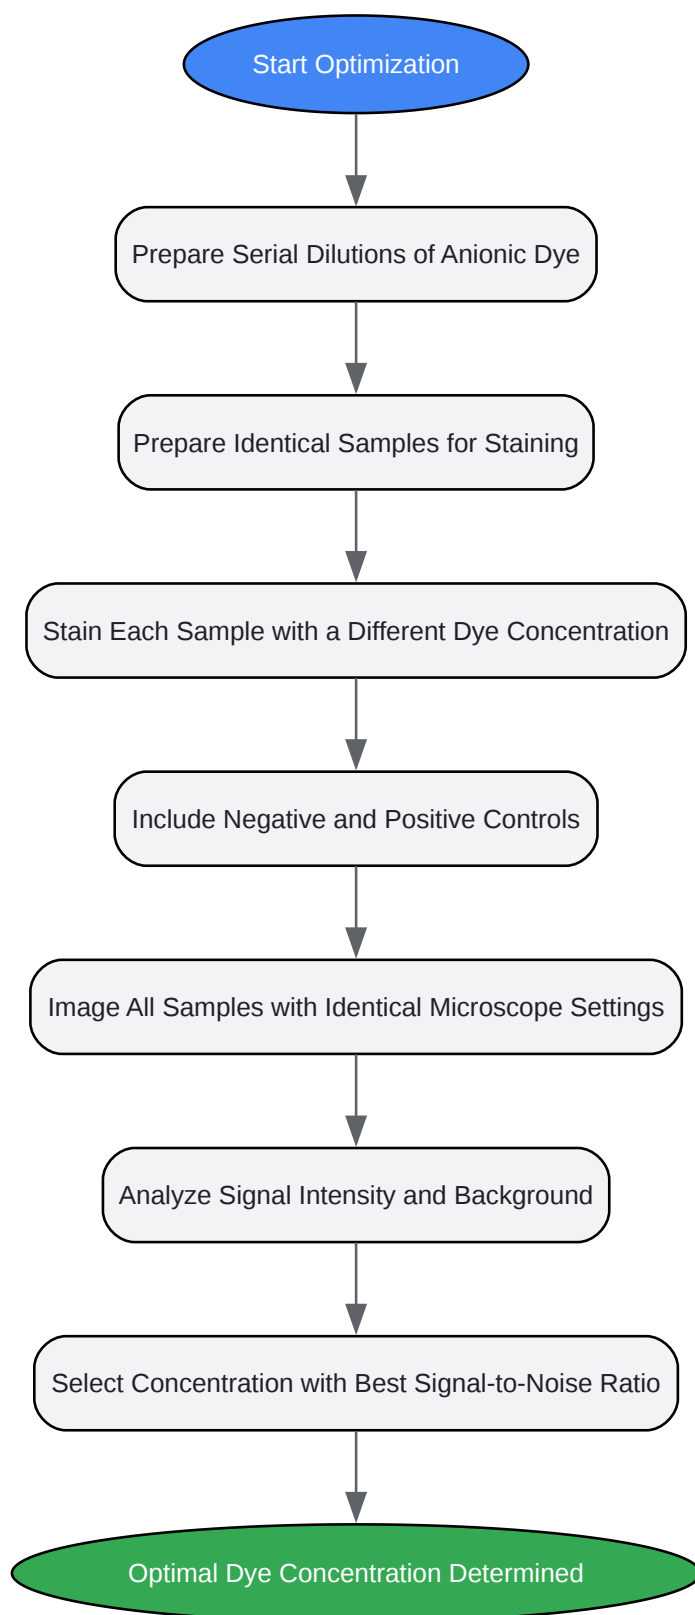 Start Optimization
Prepare Serial Dilutions of Anionic Dye
Prepare Identical Samples for Staining
Stain Each Sample with a Different Dye Concentration
Include Negative and Positive Controls
Image All Samples with Identical Microscope Settings
Analyze Signal Intensity and Background
Select Concentration with Best Signal-to-Noise Ratio
Optimal Dye Concentration Determined